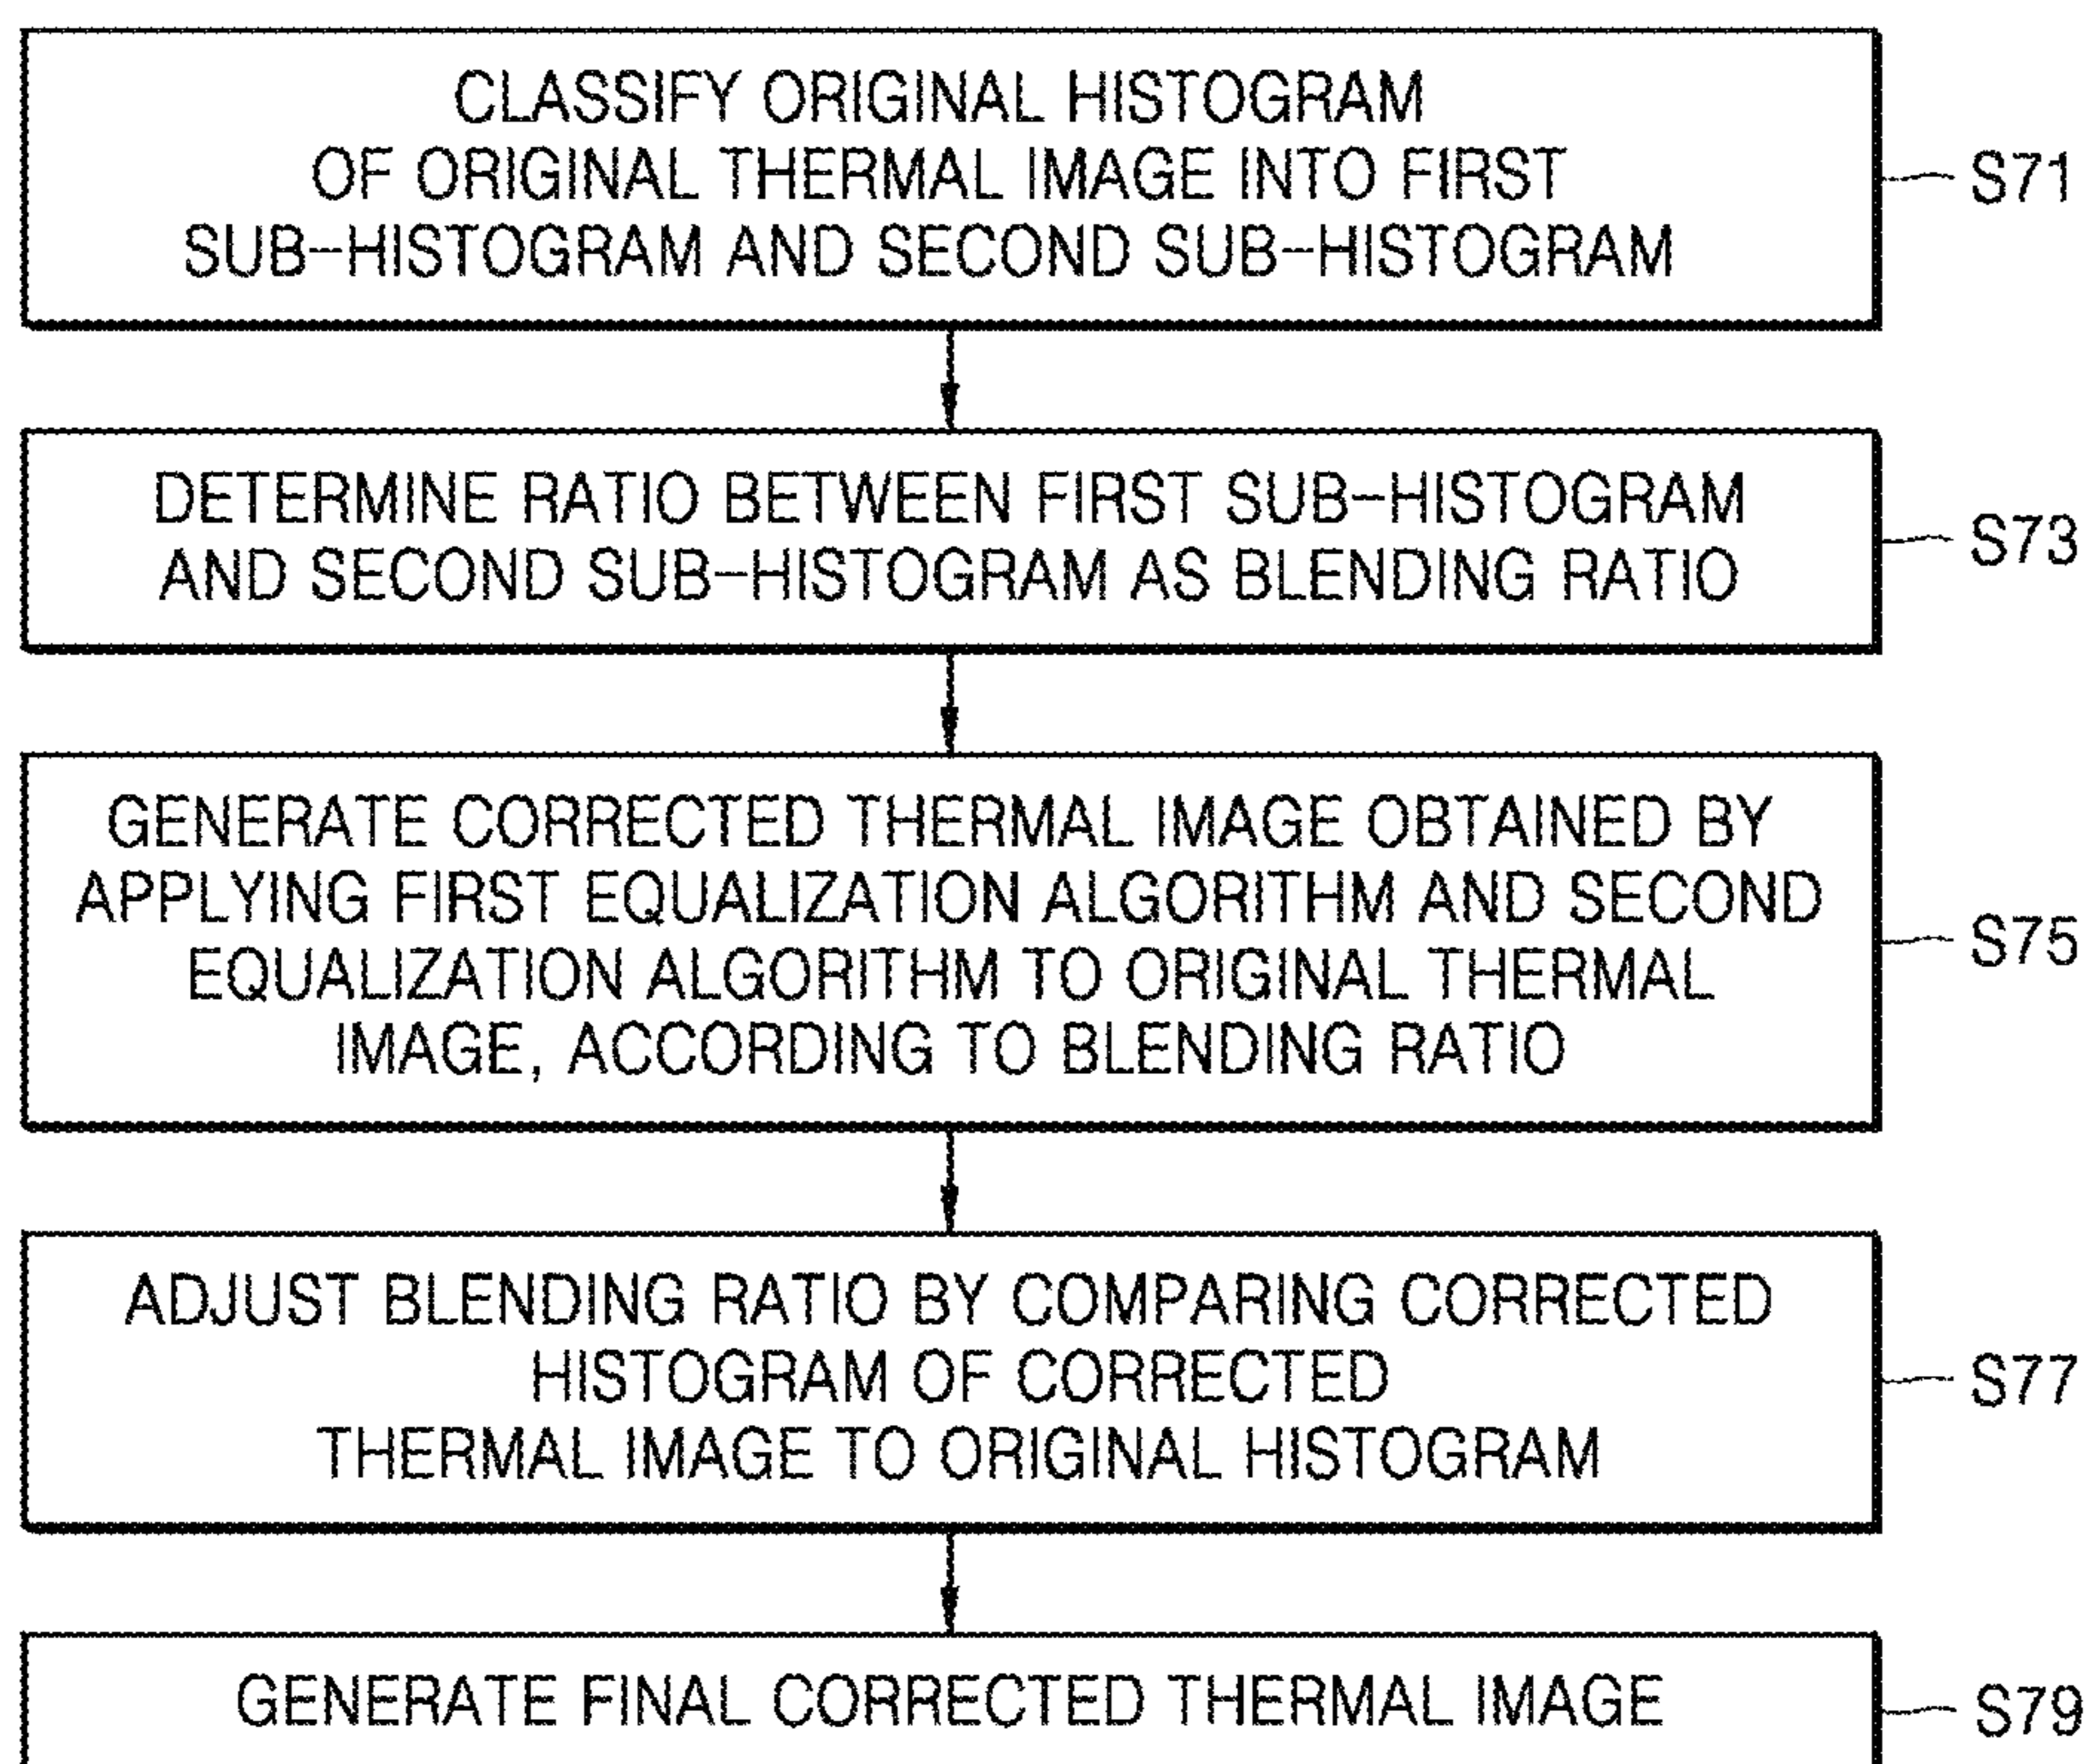 CLASSIFY ORIGINAL HISTOGRAM
OF ORIGINAL THERMAL IMAGE INTO FIRST
SUB-HISTOGRAM AND SECOND SUB-HISTOGRAM
S71
DETERMINE RATIO BETWEEN FIRST SUB-HISTOGRAM
AND SECOND SUB-HISTOGRAM AS BLENDING RATIO
S73
GENERATE CORRECTED THERMAL IMAGE OBTAINED BY
APPLYING FIRST EQUALIZATION ALGORITHM AND SECOND
EQUALIZATION ALGORITHM TO ORIGINAL THERMAL
IMAGE, ACCORDING TO BLENDING RATIO
S75
ADJUST BLENDING RATIO BY COMPARING CORRECTED
HISTOGRAM OF CORRECTED
THERMAL IMAGE TO ORIGINAL HISTOGRAM
S77
GENERATE FINAL CORRECTED THERMAL IMAGE
S79